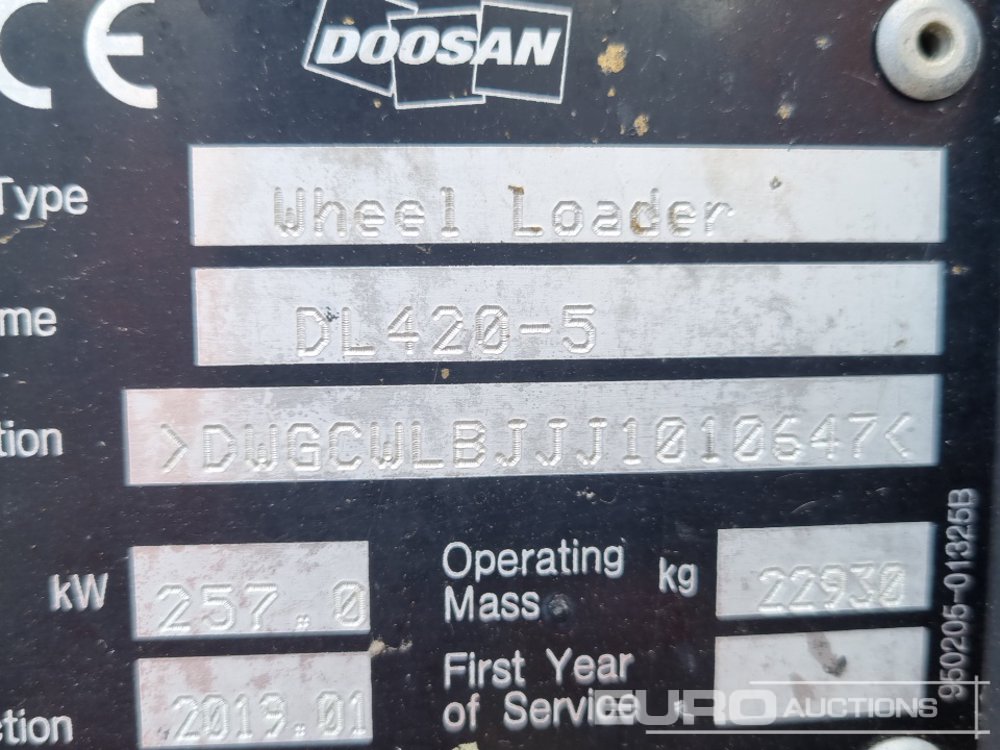 CE
DOOSAN
Type
Wheel Loader
me
DL420-5
tion
>DWGCWLBJJJ1010647<
kW
257.0
Operating
Mass
kg
22930
ction
2019.01
First Year
of Service
950205-01325B
EURO AUCTIONS